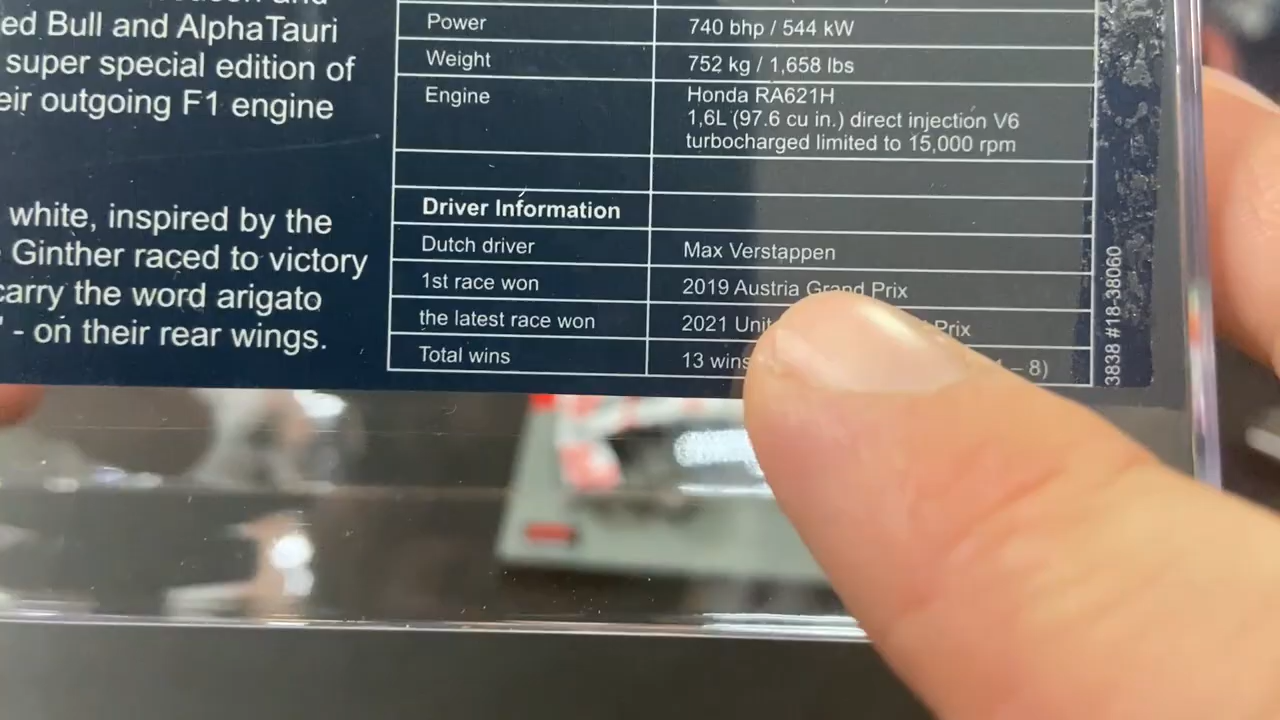 ed Bull and AlphaTauri
super special edition of
eir outgoing F1 engine
white, inspired by the
Ginther raced to victory
carry the word arigato
' - on their rear wings.
Power 740 bhp / 544 kW
Weight 752 kg / 1,658 lbs
Engine Honda RA621H
1,6L (97.6 cu in.) direct injection V6
turbocharged limited to 15,000 rpm
Driver Information
Dutch driver Max Verstappen
1st race won 2019 Austria Grand Prix
the latest race won 2021 Unit Prix
Total wins 13 wins – 8)
3838 #18-38060